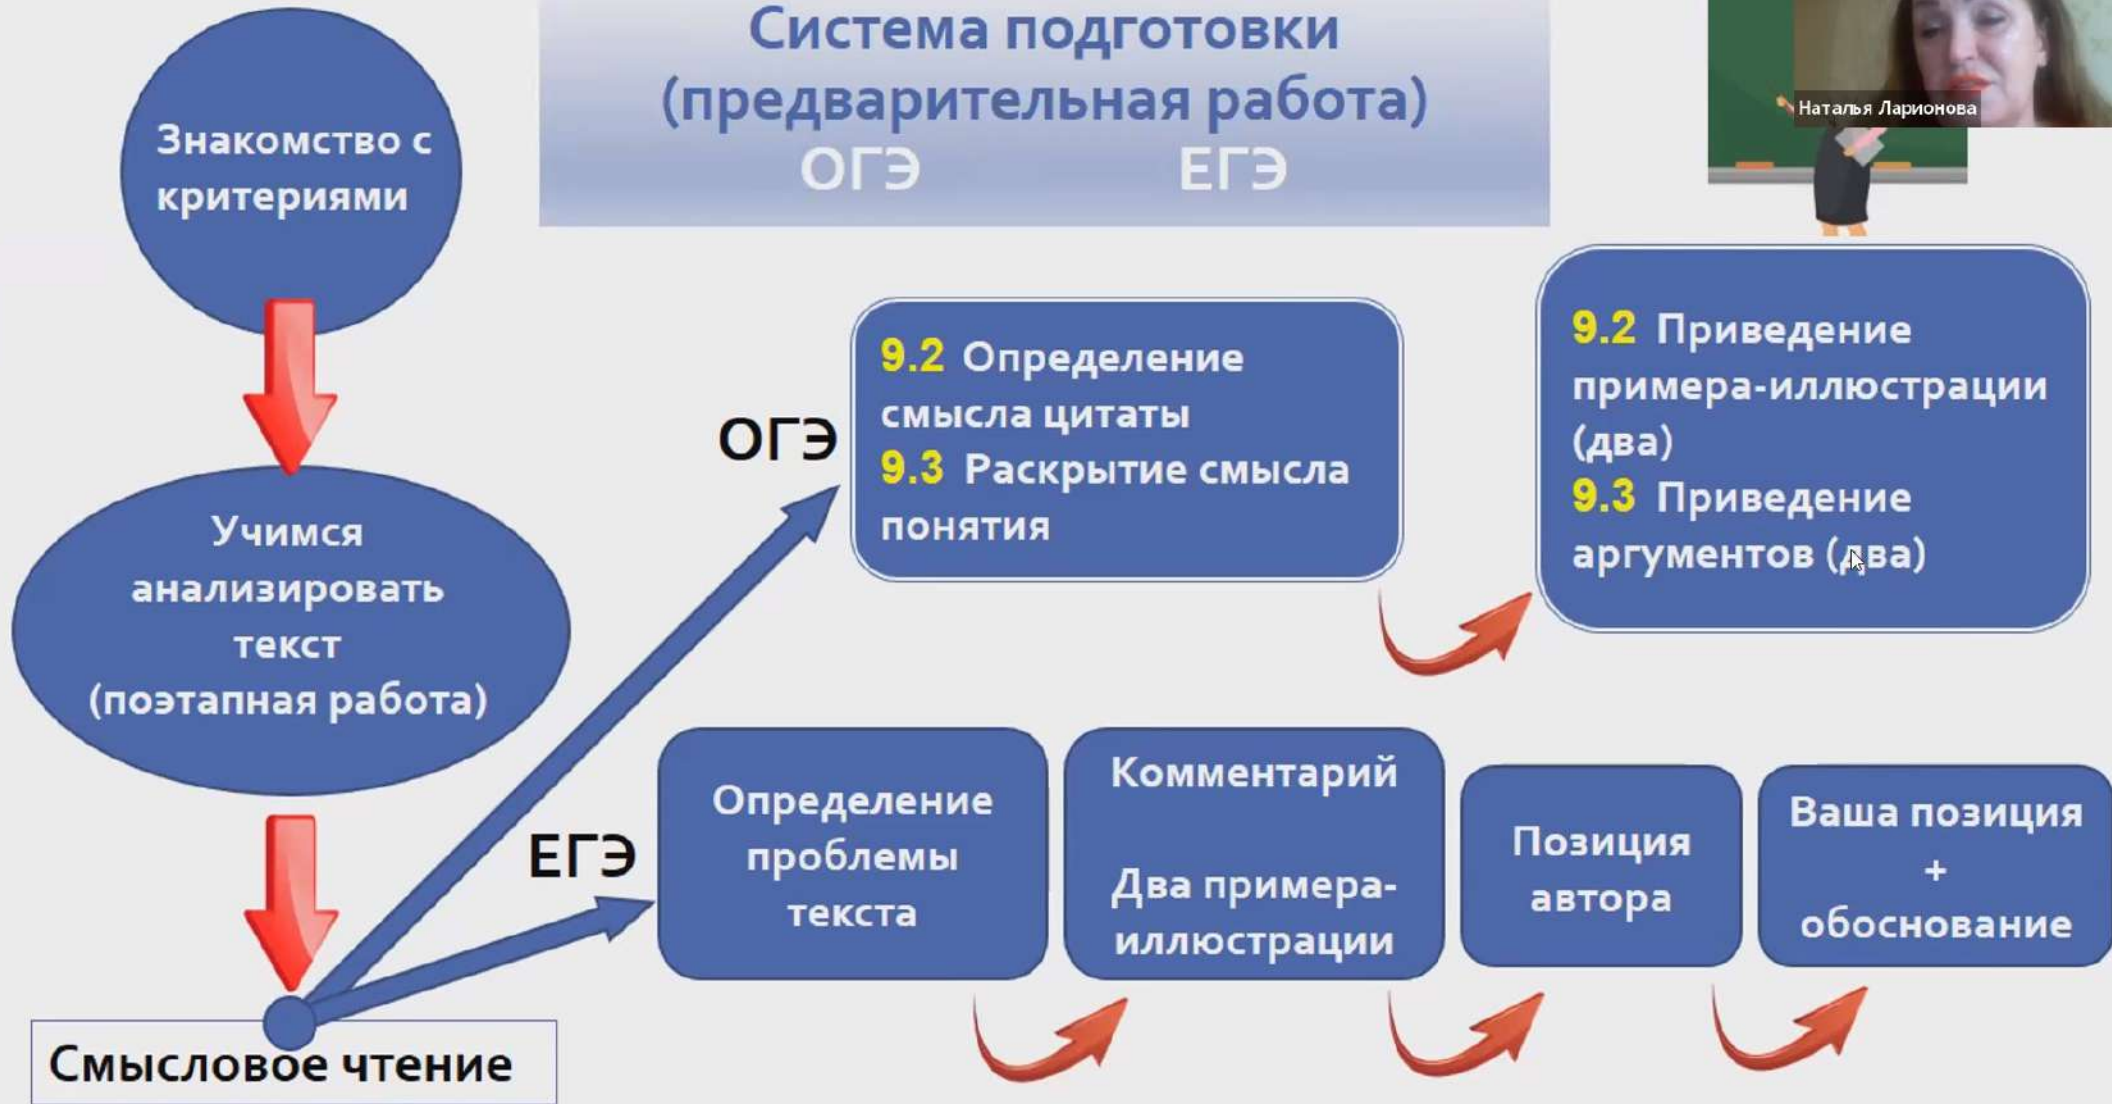 Система подготовки
(предварительная работа)
ОГЭ ЕГЭ
Наталья Ларионова
Знакомство с
критериями
Учимся
анализировать
текст
(поэтапная работа)
Смысловое чтение
ОГЭ
9.2 Определение
смысла цитаты
9.3 Раскрытие смысла
понятия
9.2 Приведение
примера-иллюстрации
(два)
9.3 Приведение
аргументов (два)
ЕГЭ
Определение
проблемы
текста
Комментарий
Два примера-
иллюстрации
Позиция
автора
Ваша позиция
+
обоснование